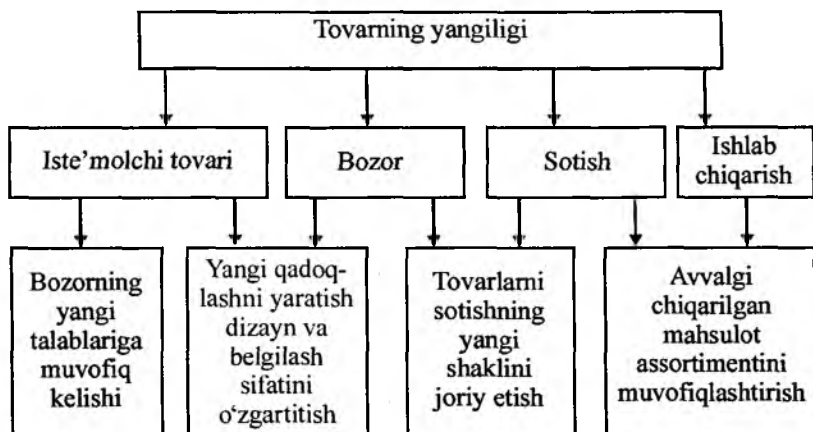 Tovarning yangiligi
Iste’molchi tovari
Bozor
Sotish
Ishlab
chiqarish
Bozorning
yangi
talablariga
muvofiq
kelishi
Yangi qadoq-
lashni yaratish
dizayn va
belgilash
sifatini
o‘zgartitish
Tovarlarni
sotishning
yangi
shaklini
joriy etish
Avvalgi
chiqarilgan
mahsulot
assortimentini
muvofiqlashtirish